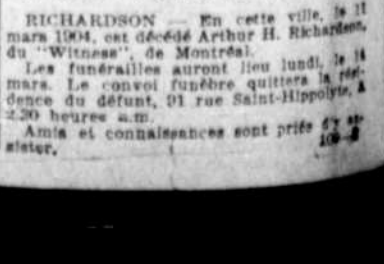 RICHARDSON — En cette ville, le 11
mars 1904, est décédé Arthur H. Richardson,
du "Witness", de Montréal.
Les funérailles auront lieu lundi, le 14
mars. Le convoi funèbre quittera la rési-
dence du défunt, 91 rue Saint-Hippolyte, à
2.30 heures a.m.
Amis et connaissances sont priés d'y as-
sister.